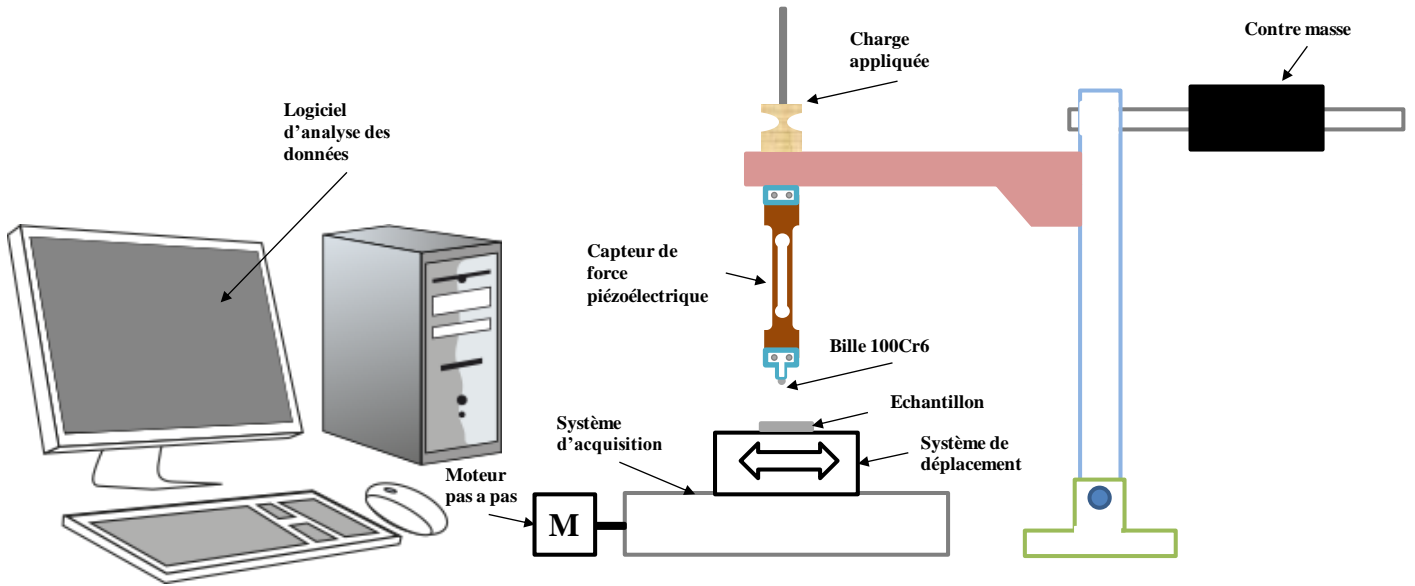 Charge
appliquée
Contre masse
Logiciel
d’analyse des
données
Capteur de
force
piézoélectrique
Bille 100Cr6
Echantillon
Système
d’acquisition
Système de
déplacement
Moteur
pas a pas
M